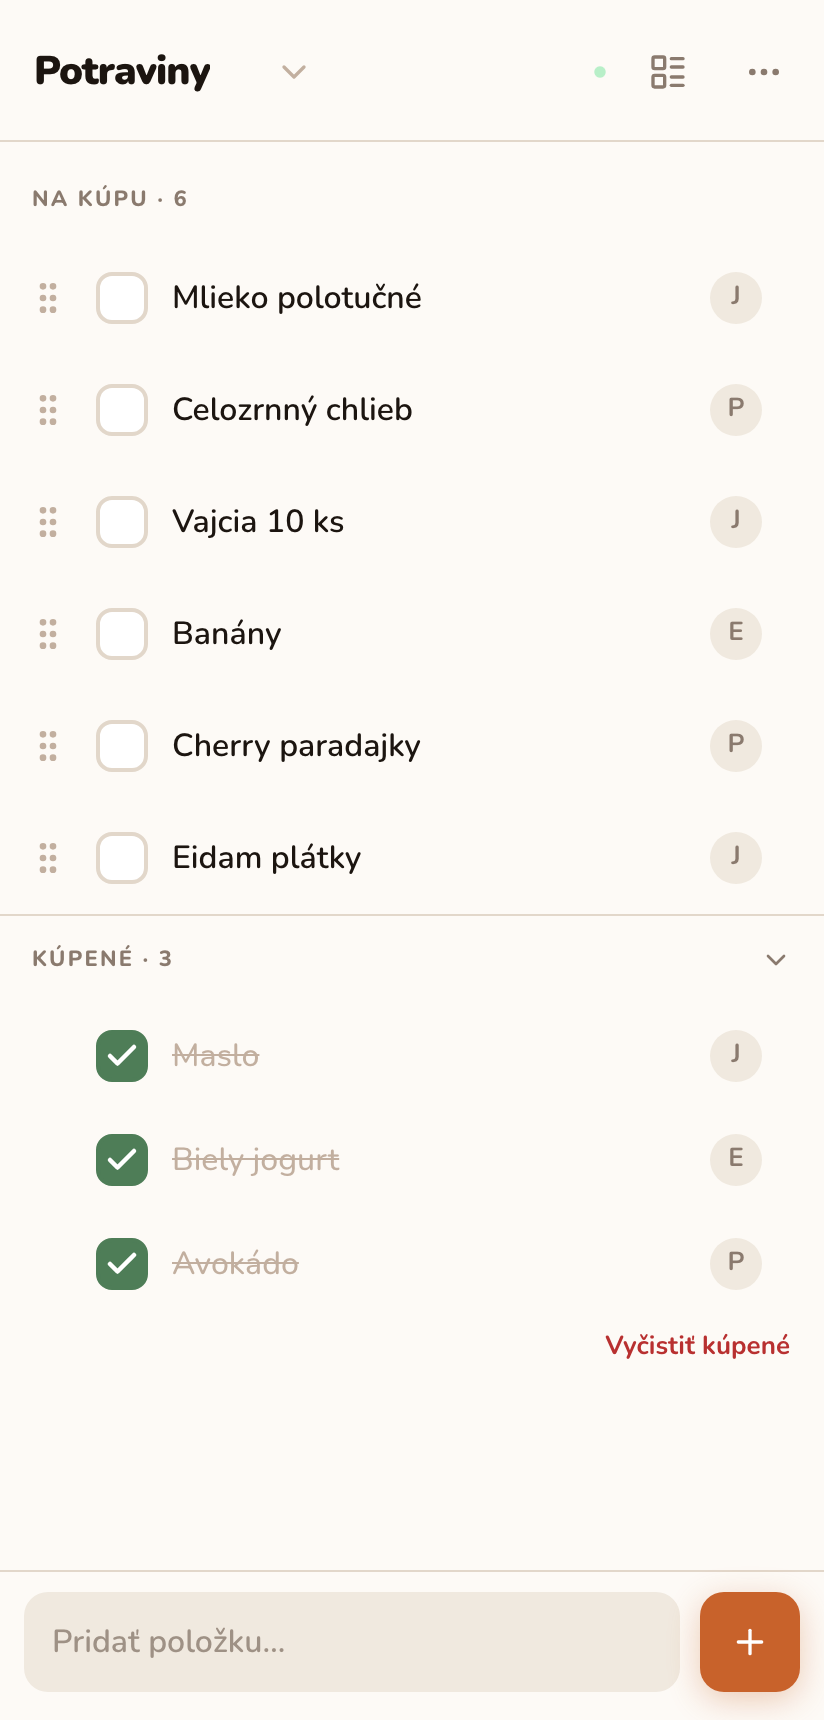 Potraviny
NA KÚPU · 6
Mlieko polotučné J
Celozrnný chlieb P
Vajcia 10 ks J
Banány E
Cherry paradajky P
Eidam plátky J
KÚPENÉ · 3
Maslo J
Biely jogurt E
Avokádo P
Vyčistiť kúpené
Pridať položku...